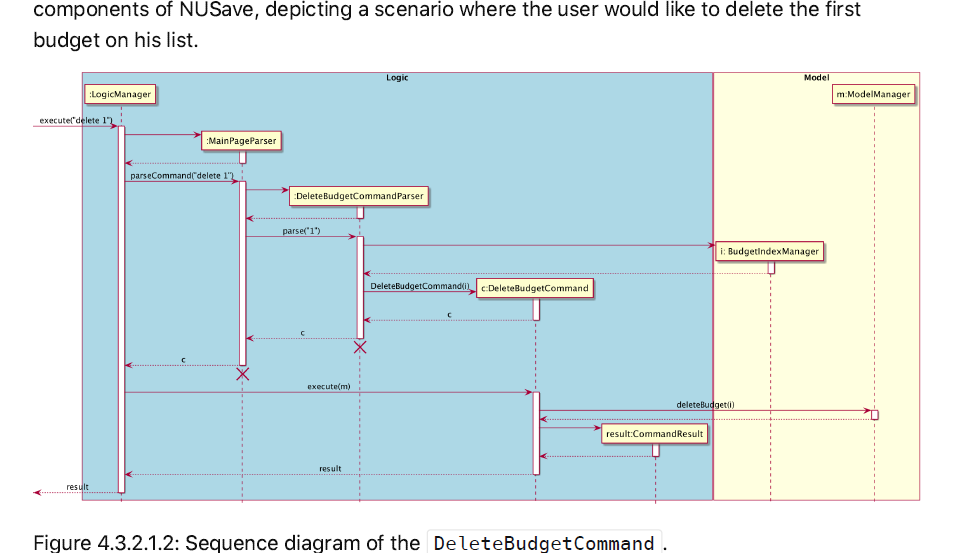 components of NUSave, depicting a scenario where the user would like to delete the first
budget on his list.
Logic
Model
:LogicManager
m:ModelManager
execute("delete 1")
:MainPageParser
parseCommand("delete 1")
:DeleteBudgetCommandParser
parse("1")
i: BudgetIndexManager
DeleteBudgetCommand(i)
c:DeleteBudgetCommand
c
c
c
execute(m)
deleteBudget(i)
result:CommandResult
result
result
Figure 4.3.2.1.2: Sequence diagram of the DeleteBudgetCommand.